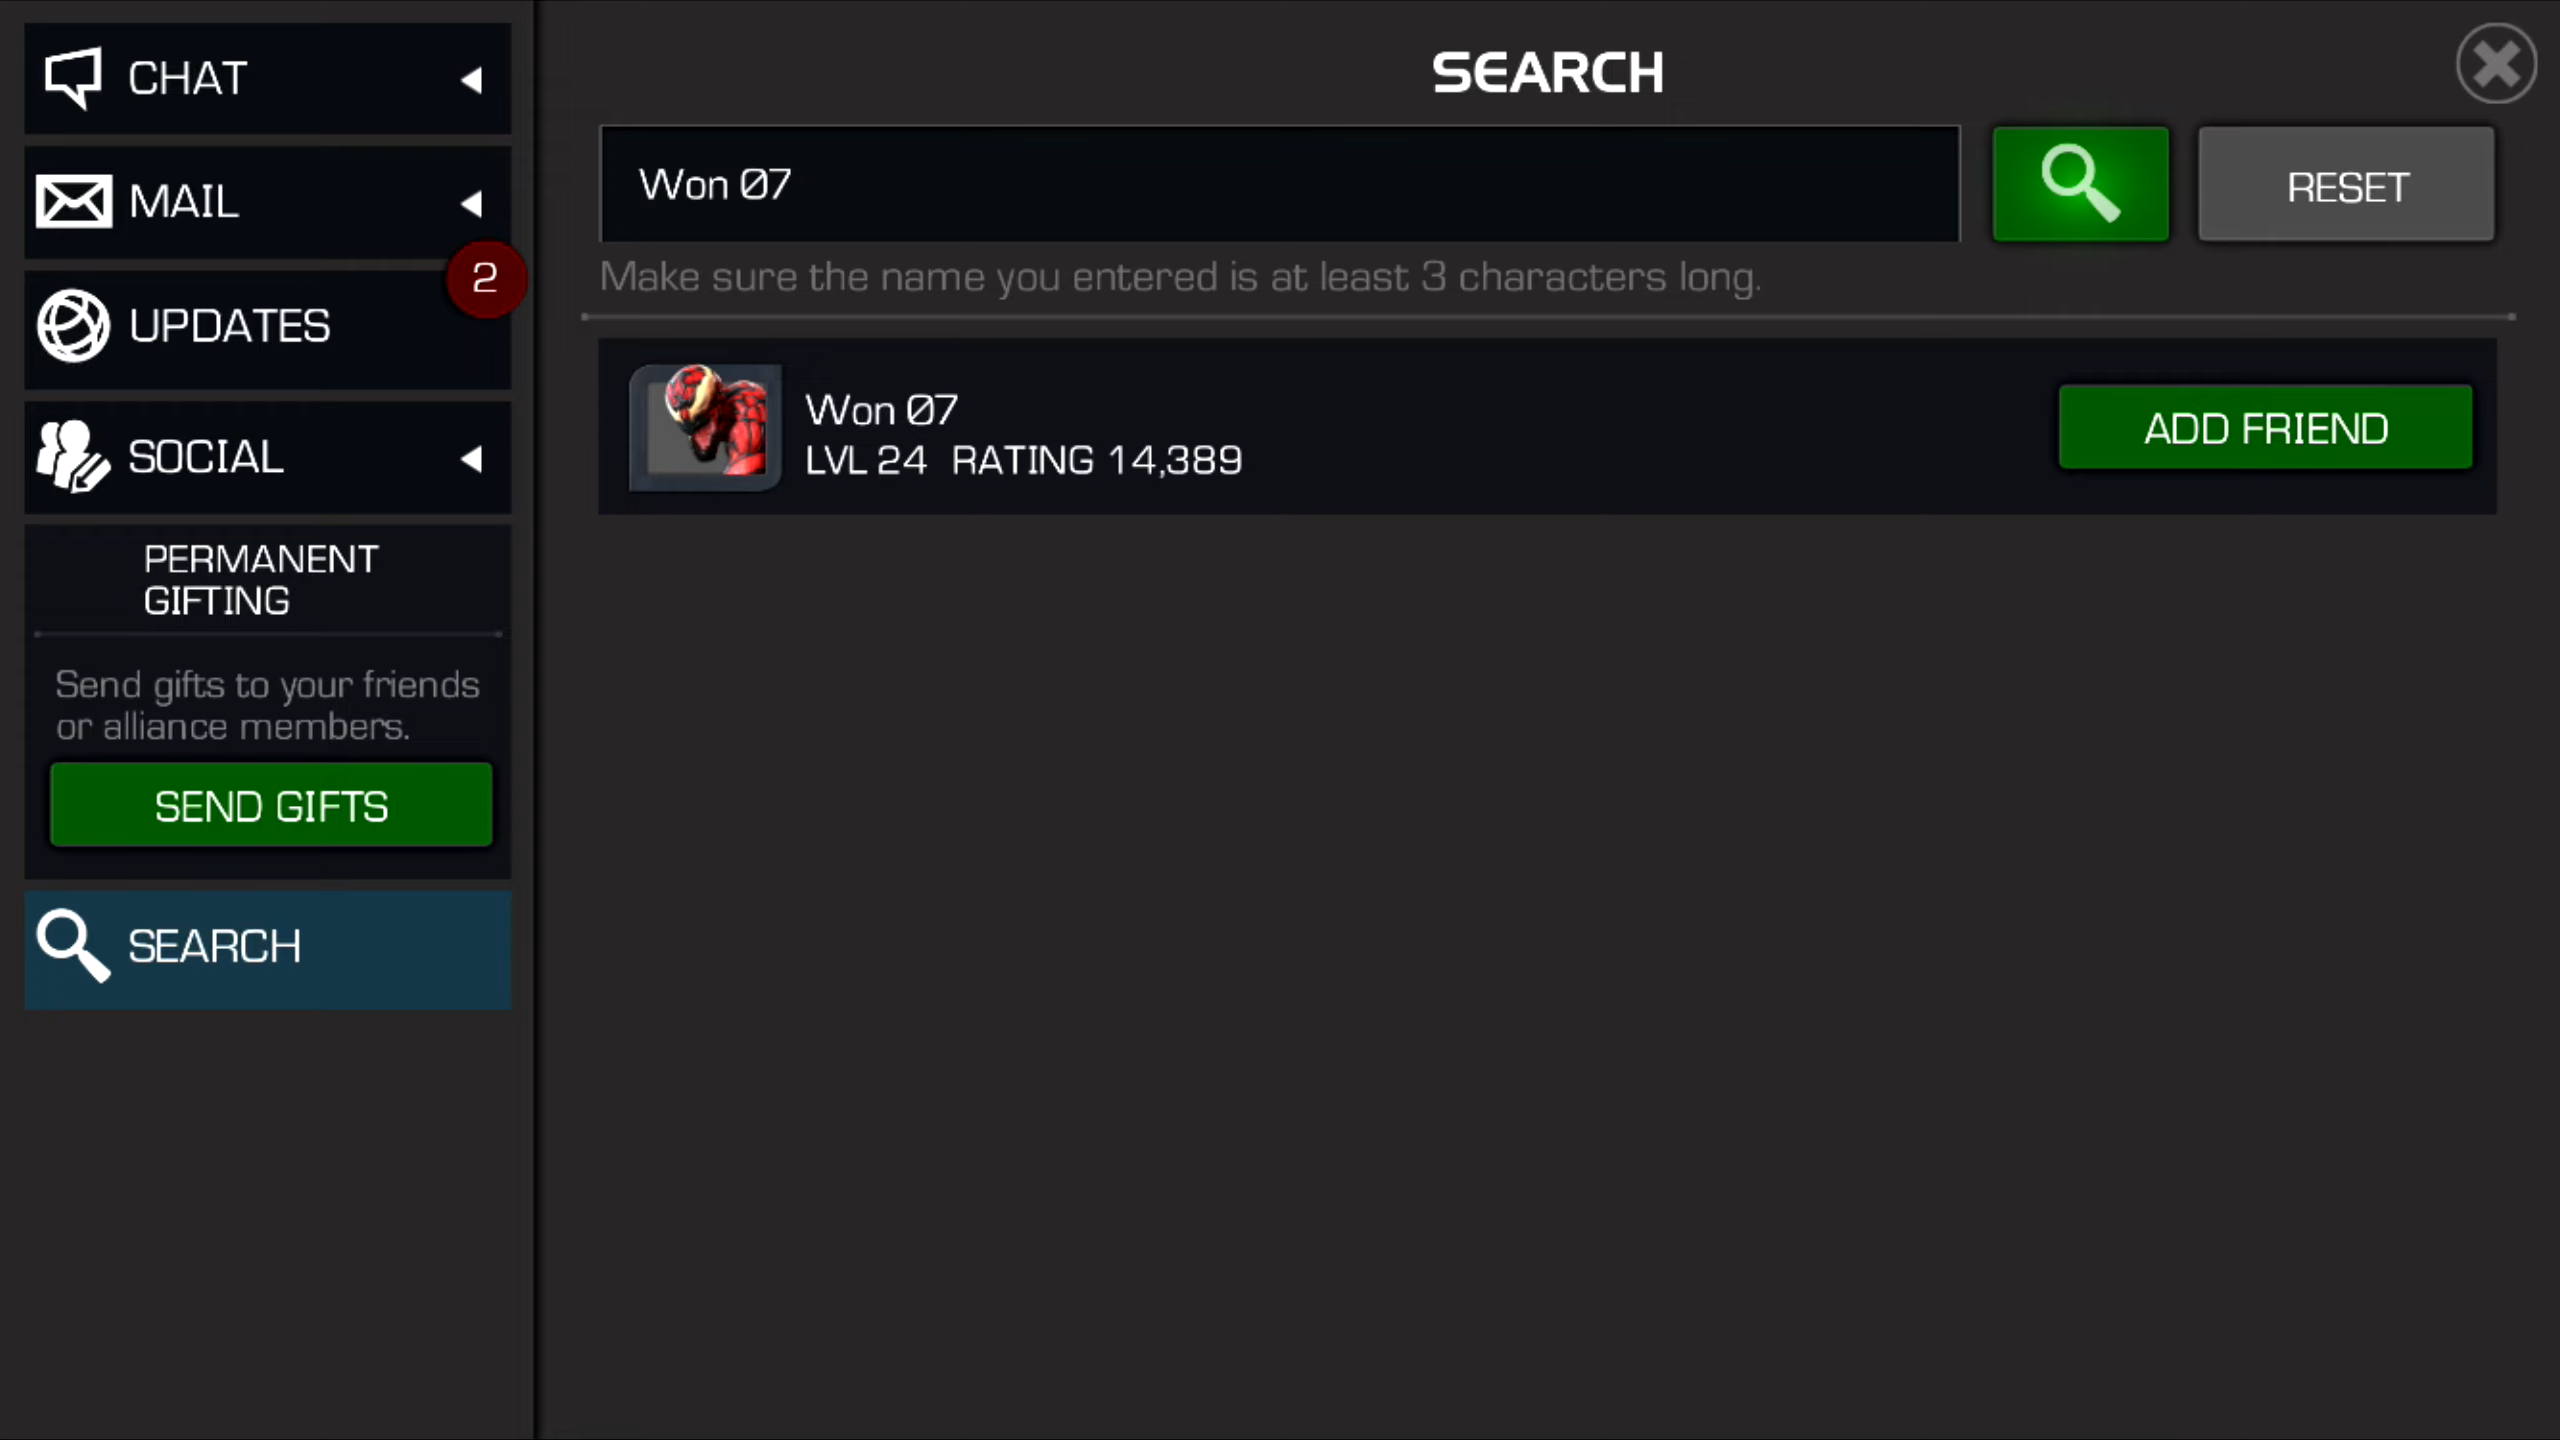 CHAT
MAIL
2
UPDATES
SOCIAL
PERMANENT
GIFTING
Send gifts to your friends
or alliance members.
SEND GIFTS
SEARCH
SEARCH
Won Ø7
RESET
Make sure the name you entered is at least 3 characters long.
Won Ø7
LVL 24 RATING 14,389
ADD FRIEND